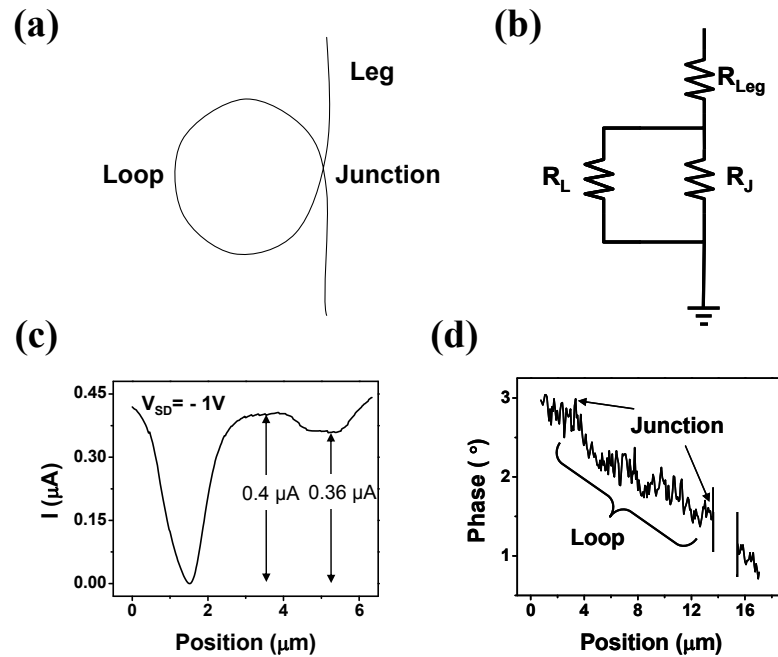 (a)
Leg
Loop
Junction
(b)
R_Leg
R_L
R_J
(c)
V_SD = - 1V
0.45
0.30
0.15
0.00
I (μA)
0.4 μA
0.36 μA
0 2 4 6
Position (μm)
(d)
3
2
1
Phase ( °)
Junction
Loop
0 4 8 12 16
Position (μm)